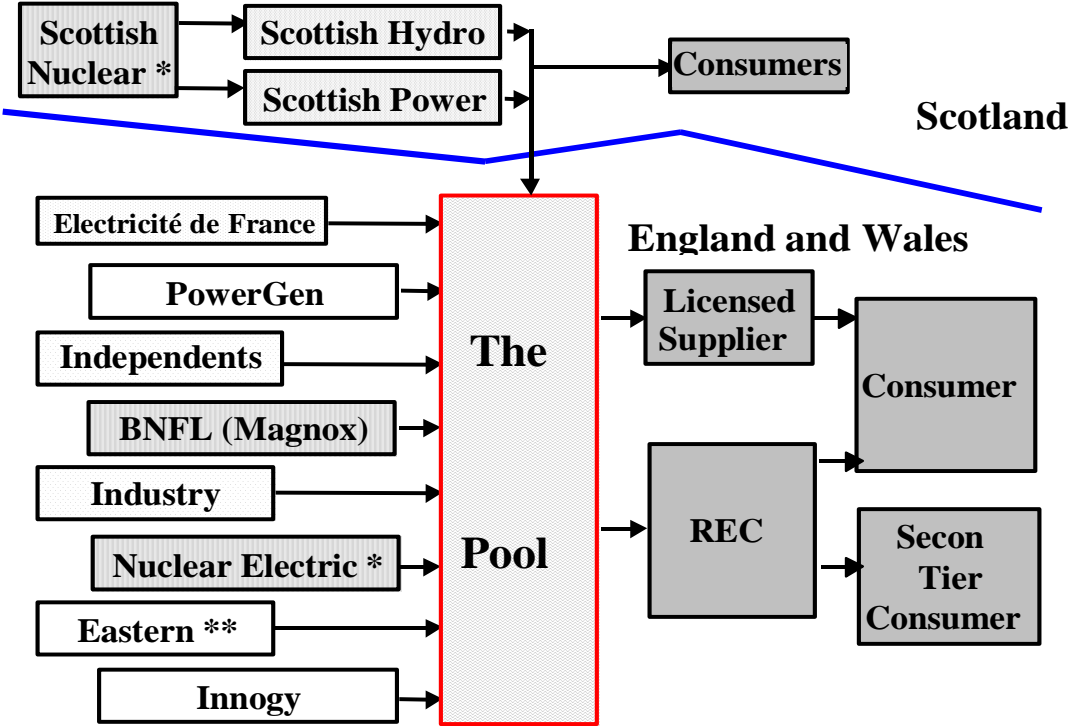 Scottish
Nuclear *
Scottish Hydro
Scottish Power
Consumers
Scotland
Electricité de France
PowerGen
Independents
BNFL (Magnox)
Industry
Nuclear Electric *
Eastern **
Innogy
The
Pool
England and Wales
Licensed
Supplier
REC
Consumer
Secon
Tier
Consumer